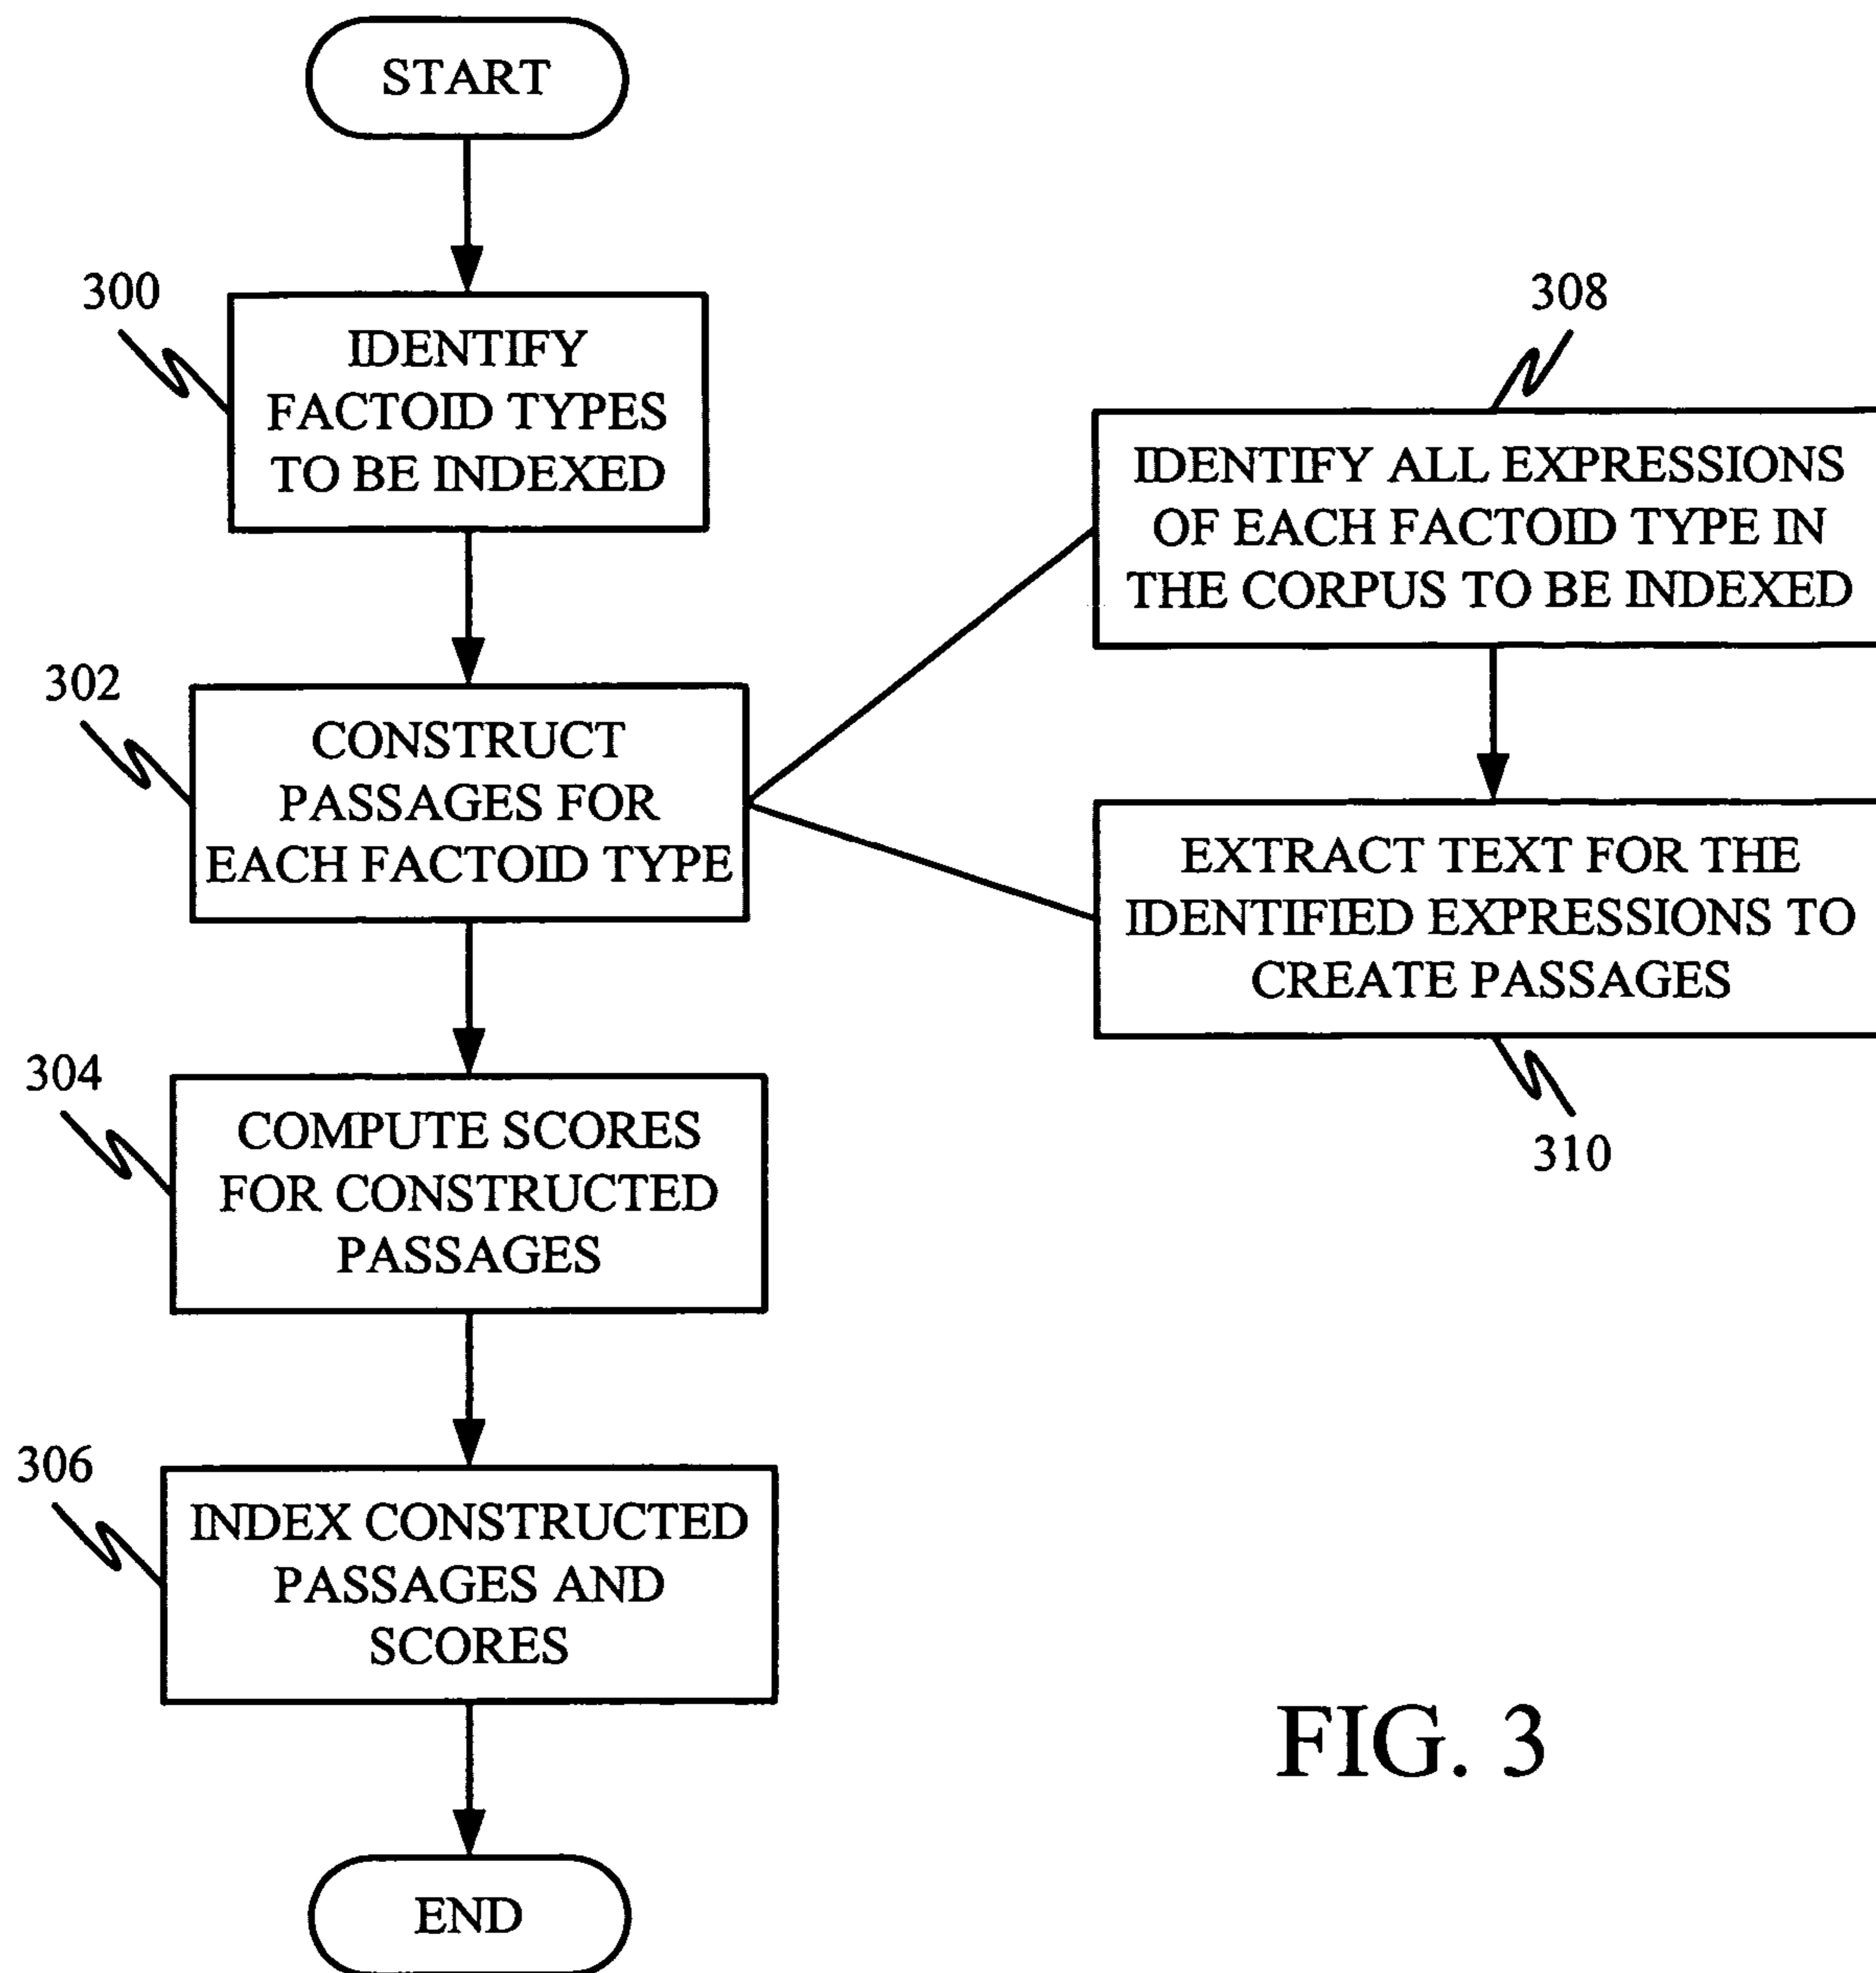 START
300
IDENTIFY
FACTOID TYPES
TO BE INDEXED
302
CONSTRUCT
PASSAGES FOR
EACH FACTOID TYPE
304
COMPUTE SCORES
FOR CONSTRUCTED
PASSAGES
306
INDEX CONSTRUCTED
PASSAGES AND
SCORES
END
308
IDENTIFY ALL EXPRESSIONS
OF EACH FACTOID TYPE IN
THE CORPUS TO BE INDEXED
EXTRACT TEXT FOR THE
IDENTIFIED EXPRESSIONS TO
CREATE PASSAGES
310
FIG. 3